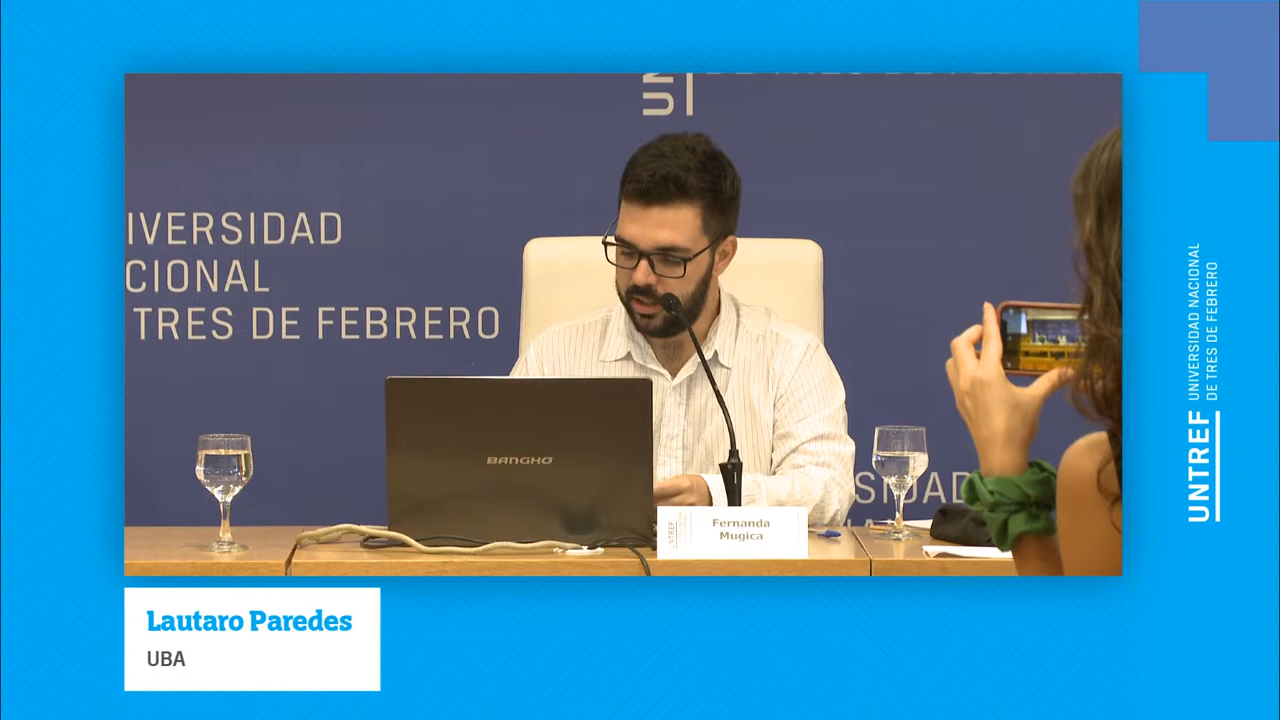 UN
IVERSIDAD
CIONAL
TRES DE FEBRERO
BANGHO
UNTREF
Fernanda
Mugica
SIDAD
UNTREF
UNIVERSIDAD NACIONAL
DE TRES DE FEBRERO
Lautaro Paredes
UBA